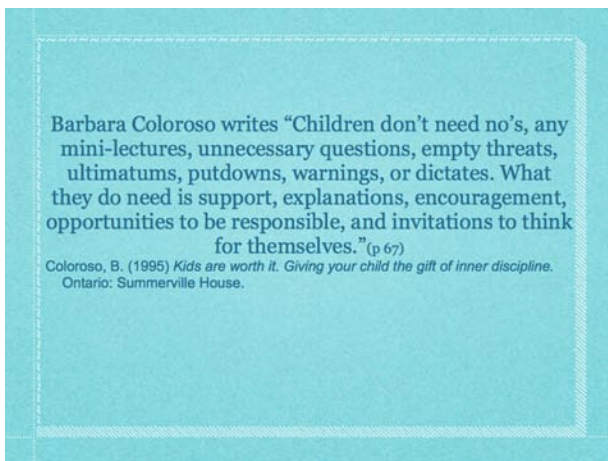 Barbara Coloroso writes “Children don’t need no’s, any
mini-lectures, unnecessary questions, empty threats,
ultimatums, putdowns, warnings, or dictates. What
they do need is support, explanations, encouragement,
opportunities to be responsible, and invitations to think
for themselves.”(p 67)
Coloroso, B. (1995) Kids are worth it. Giving your child the gift of inner discipline.
Ontario: Summerville House.